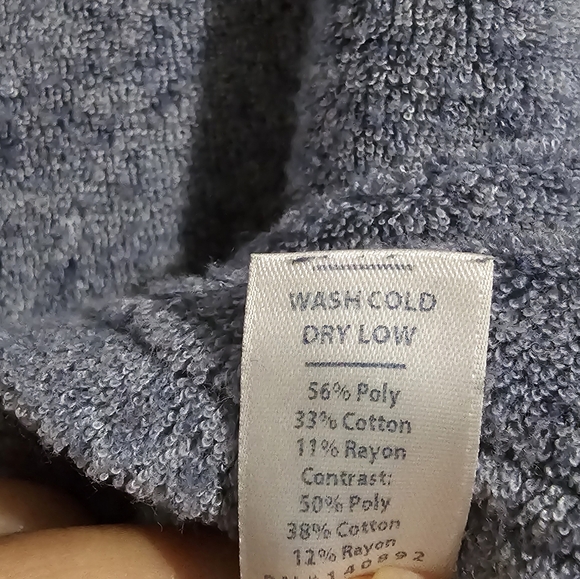 WASH COLD
DRY LOW
56% Poly
33% Cotton
11% Rayon
Contrast:
50% Poly
38% Cotton
12% Rayon